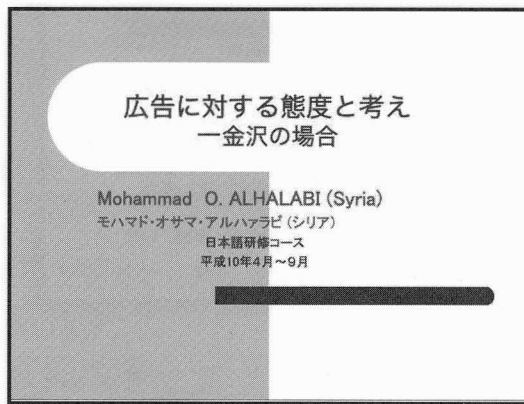 広告に対する態度と考え
ー金沢の場合
Mohammad O. ALHALABI (Syria)
モハマド・オサマ・アルハァラビ (シリア)
日本語研修コース
平成10年4月～9月